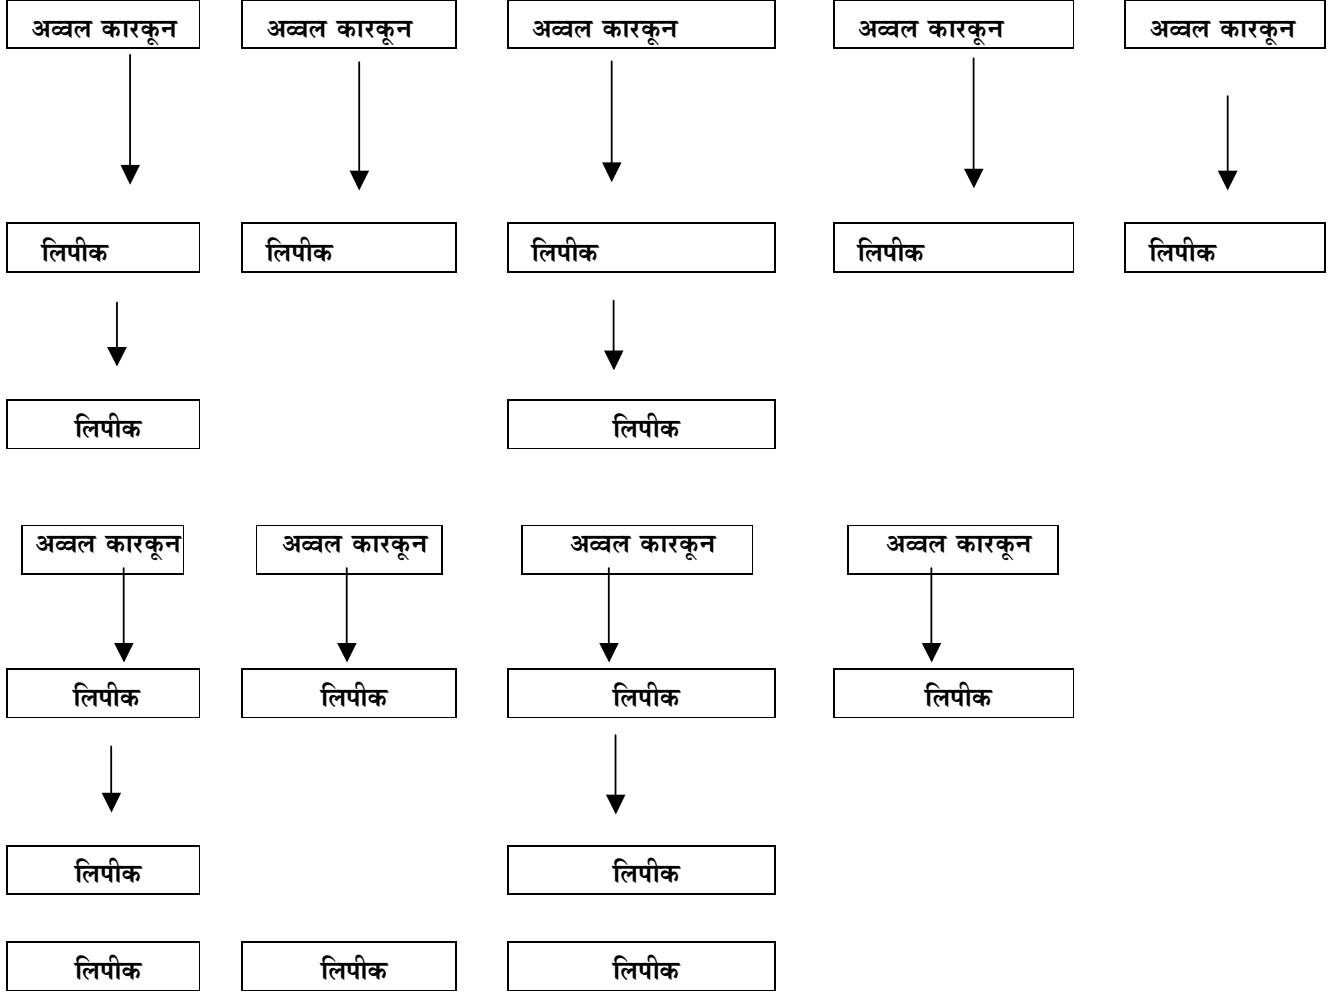 अव्वल कारकून अव्वल कारकून अव्वल कारकून अव्वल कारकून अव्वल कारकून
लिपीक लिपीक लिपीक लिपीक लिपीक
लिपीक लिपीक
अव्वल कारकून अव्वल कारकून अव्वल कारकून अव्वल कारकून
लिपीक लिपीक लिपीक लिपीक
लिपीक लिपीक
लिपीक लिपीक लिपीक